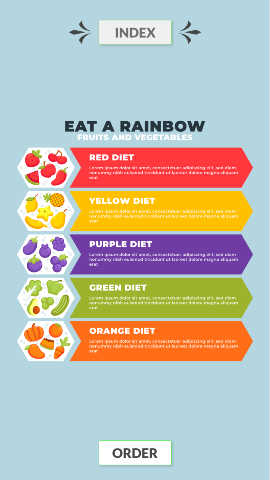 INDEX
EAT A RAINBOW
FRUITS AND VEGETABLES
RED DIET
Lorem ipsum dolor sit amet, consectetuer adipiscing elit, sed diam
nonummy nibh euismod tincidunt ut laoreet dolore magna aliquam
erat
YELLOW DIET
Lorem ipsum dolor sit amet, consectetuer adipiscing elit, sed diam
nonummy nibh euismod tincidunt ut laoreet dolore magna aliquam
erat
PURPLE DIET
Lorem ipsum dolor sit amet, consectetuer adipiscing elit, sed diam
nonummy nibh euismod tincidunt ut laoreet dolore magna aliquam
erat
GREEN DIET
Lorem ipsum dolor sit amet, consectetuer adipiscing elit, sed diam
nonummy nibh euismod tincidunt ut laoreet dolore magna aliquam
erat
ORANGE DIET
Lorem ipsum dolor sit amet, consectetuer adipiscing elit, sed diam
nonummy nibh euismod tincidunt ut laoreet dolore magna aliquam
erat
ORDER